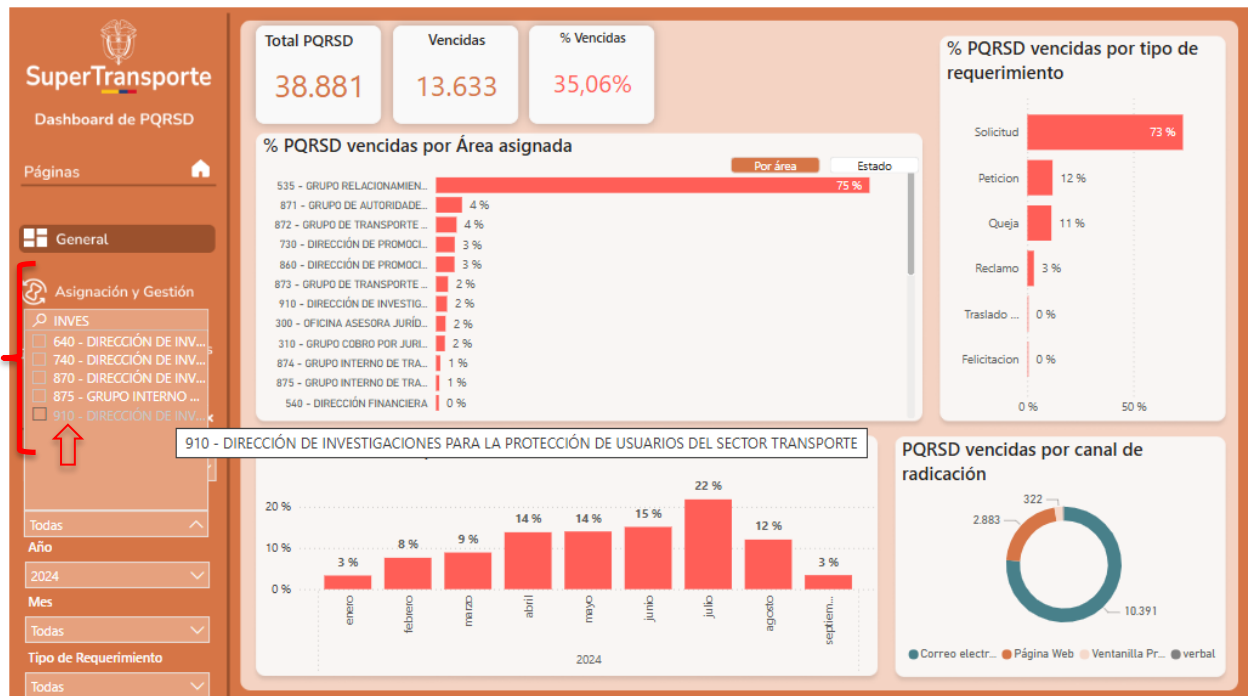 SuperTransporte
Dashboard de PQRSD
Páginas
General
Asignación y Gestión
INVES
640 - DIRECCIÓN DE INV...
740 - DIRECCIÓN DE INV...
870 - DIRECCIÓN DE INV...
875 - GRUPO INTERNO ...
910 - DIRECCIÓN DE INV...
Todas
Año
2024
Mes
Todas
Tipo de Requerimiento
Todas
Total PQRSD
38.881
Vencidas
13.633
% Vencidas
35,06%
% PQRSD vencidas por Área asignada
Por área
Estado
535 - GRUPO RELACIONAMIEN... 75 %
871 - GRUPO DE AUTORIDADE... 4 %
872 - GRUPO DE TRANSPORTE ... 4 %
730 - DIRECCIÓN DE PROMOCI... 3 %
860 - DIRECCIÓN DE PROMOCI... 3 %
873 - GRUPO DE TRANSPORTE ... 2 %
910 - DIRECCIÓN DE INVESTIG... 2 %
300 - OFICINA ASESORA JURÍD... 2 %
310 - GRUPO COBRO POR JURI... 2 %
874 - GRUPO INTERNO DE TRA... 1 %
875 - GRUPO INTERNO DE TRA... 1 %
540 - DIRECCIÓN FINANCIERA 0 %
910 - DIRECCIÓN DE INVESTIGACIONES PARA LA PROTECCIÓN DE USUARIOS DEL SECTOR TRANSPORTE
20 %
10 %
0 %
3 %
8 %
9 %
14 %
14 %
15 %
22 %
12 %
3 %
enero
febrero
marzo
abril
mayo
junio
julio
agosto
septiem...
2024
% PQRSD vencidas por tipo de
requerimiento
Solicitud 73 %
Peticion 12 %
Queja 11 %
Reclamo 3 %
Traslado ... 0 %
Felicitacion 0 %
0 %
50 %
PQRSD vencidas por canal de
radicación
322
2.883
10.391
Correo electr...
Página Web
Ventanilla Pr...
verbal